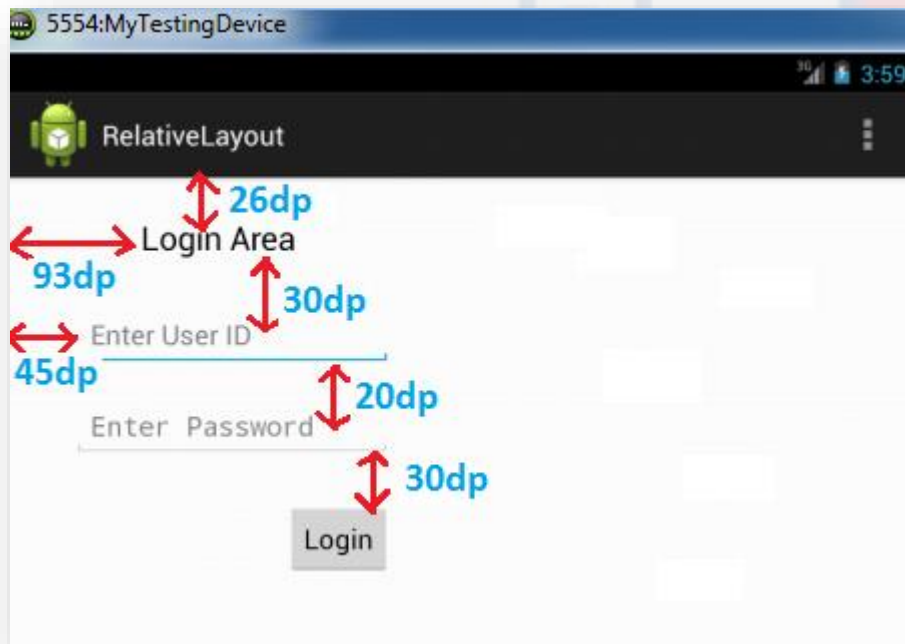 5554:MyTestingDevice
3G 3:59
RelativeLayout
26dp
Login Area
93dp
30dp
Enter User ID
45dp
20dp
Enter Password
30dp
Login